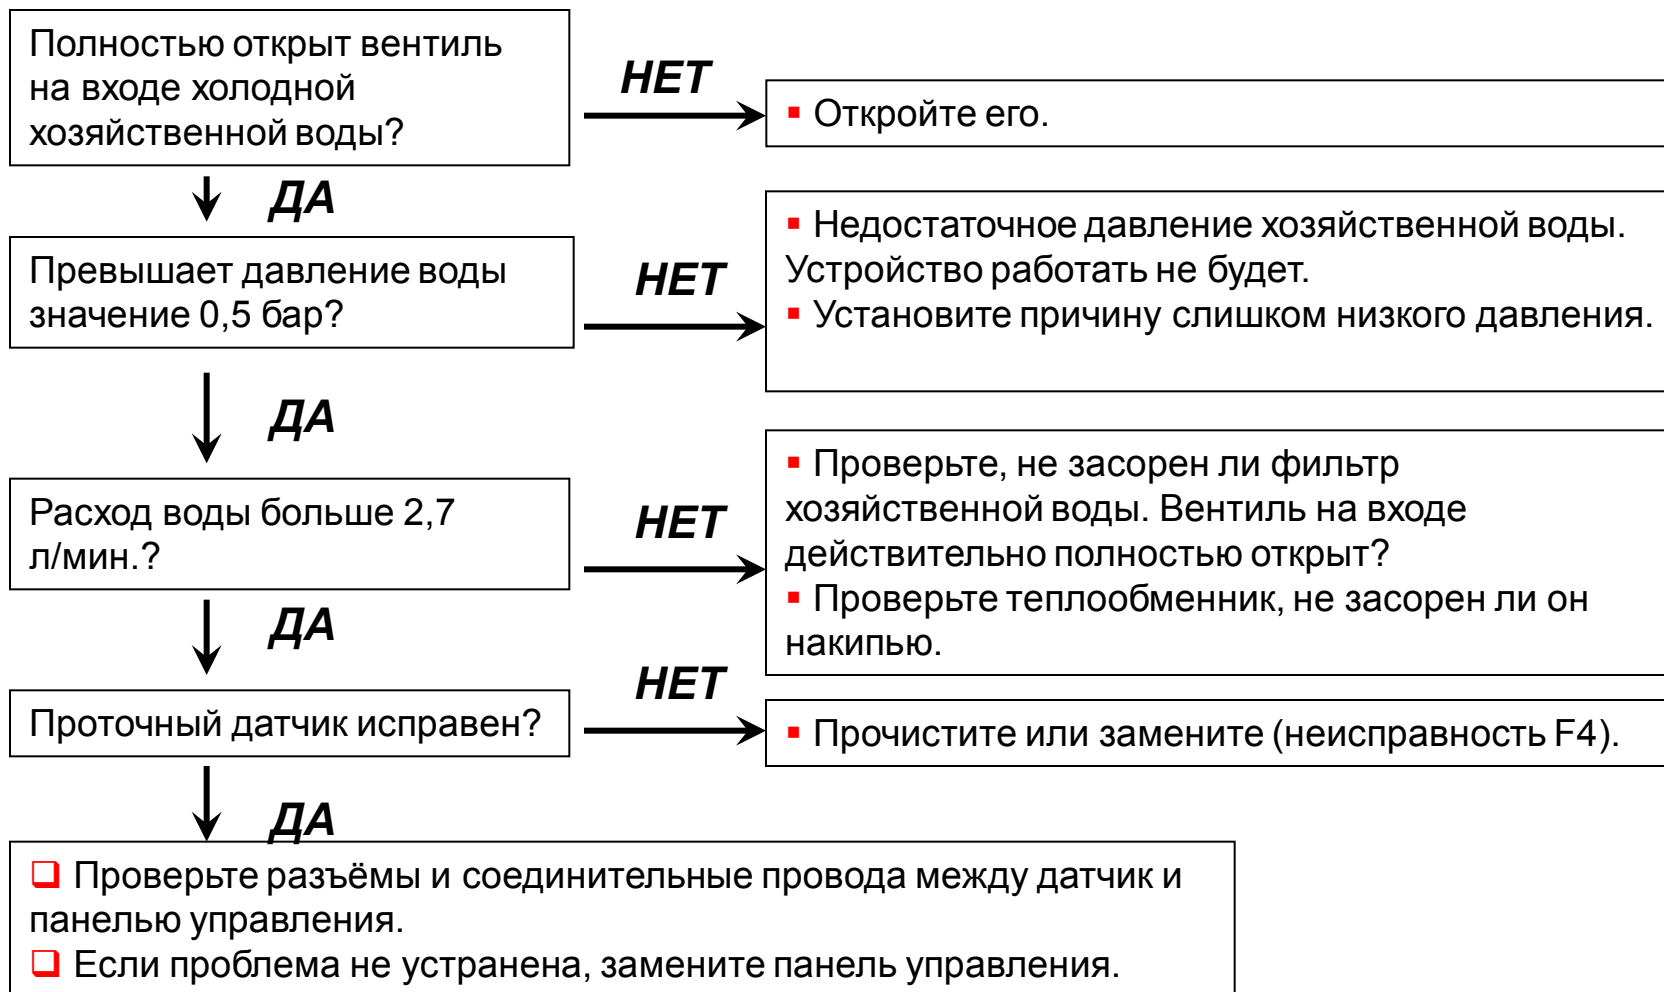 Полностью открыт вентиль
на входе холодной
хозяйственной воды?
НЕТ
▪ Откройте его.
ДА
Превышает давление воды
значение 0,5 бар?
НЕТ
▪ Недостаточное давление хозяйственной воды.
Устройство работать не будет.
▪ Установите причину слишком низкого давления.
ДА
Расход воды больше 2,7
л/мин.?
НЕТ
▪ Проверьте, не засорен ли фильтр
хозяйственной воды. Вентиль на входе
действительно полностью открыт?
▪ Проверьте теплообменник, не засорен ли он
накипью.
ДА
Проточный датчик исправен?
НЕТ
▪ Прочистите или замените (неисправность F4).
ДА
❑ Проверьте разъёмы и соединительные провода между датчик и
панелью управления.
❑ Если проблема не устранена, замените панель управления.